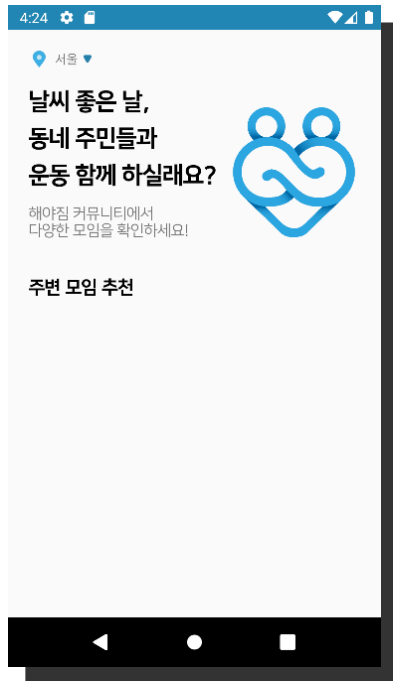 4:24
서울
날씨 좋은 날,
동네 주민들과
운동 함께 하실래요?
해야짐 커뮤니티에서
다양한 모임을 확인하세요!
주변 모임 추천